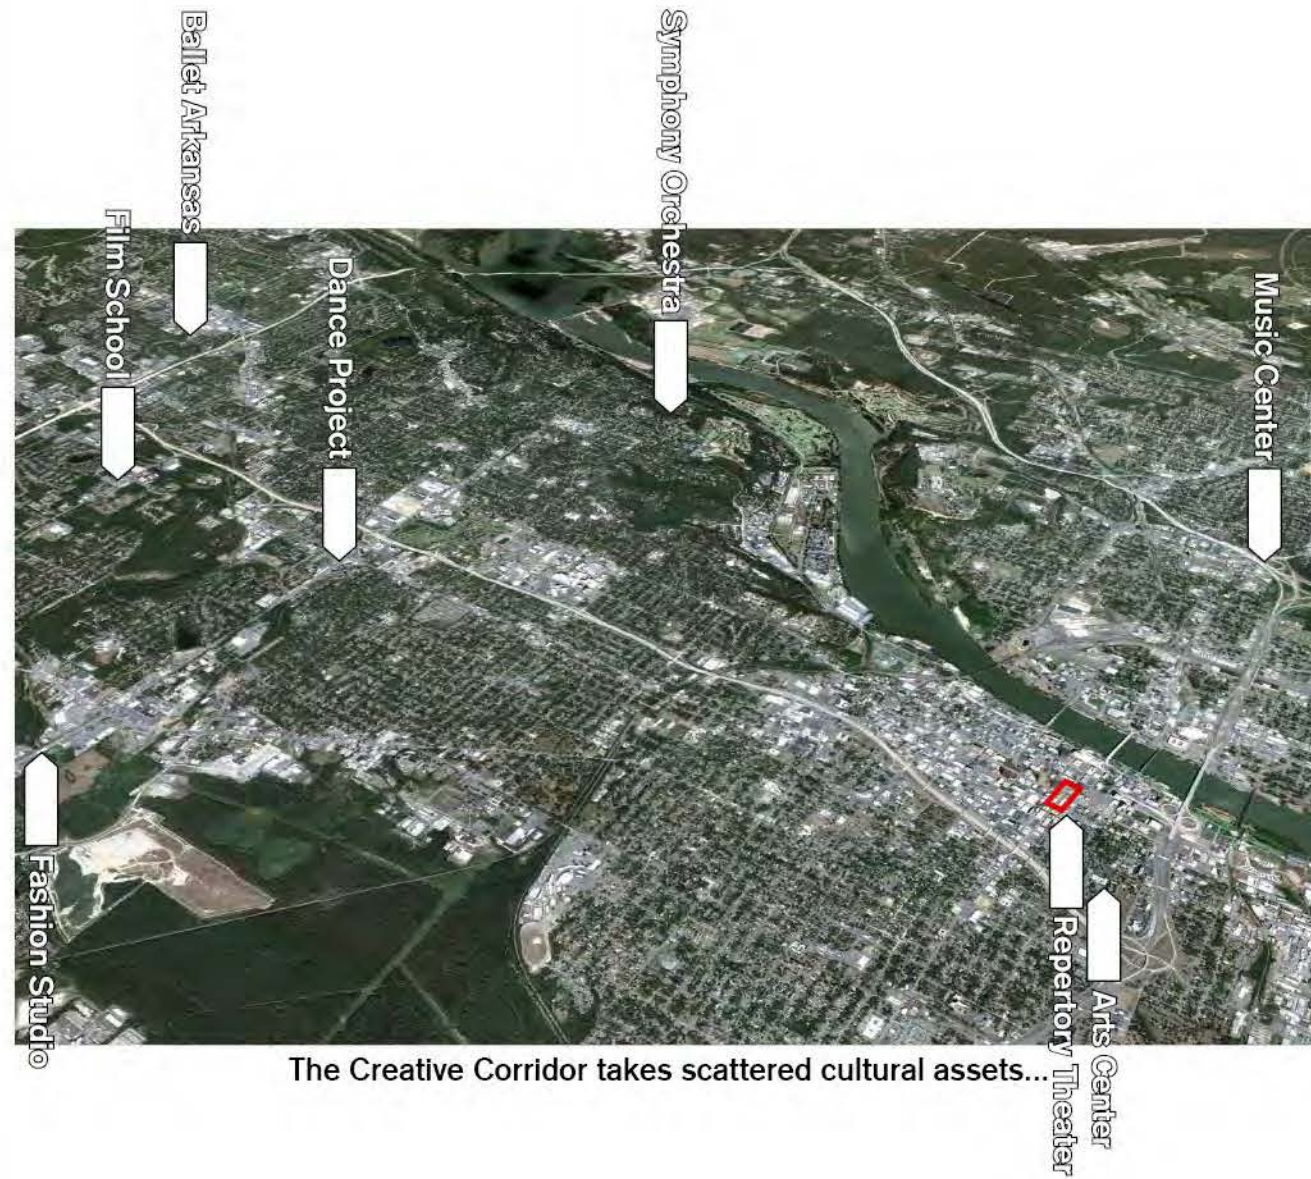 Ballet Arkansas
Film School
Dance Project
Symphony Orchestra
Music Center
Fashion Studio
Repertory Theater
Arts Center
The Creative Corridor takes scattered cultural assets...